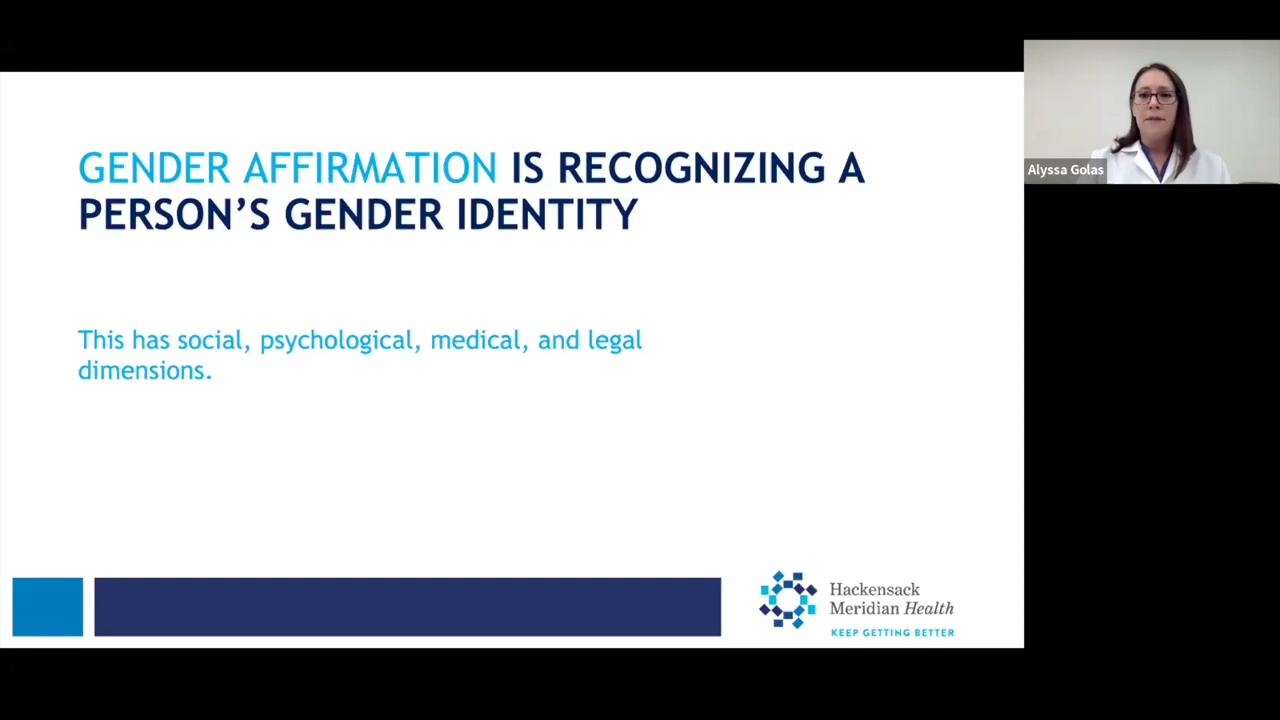 GENDER AFFIRMATION IS RECOGNIZING A
PERSON’S GENDER IDENTITY
Alyssa Golas
This has social, psychological, medical, and legal
dimensions.
Hackensack
Meridian Health
KEEP GETTING BETTER